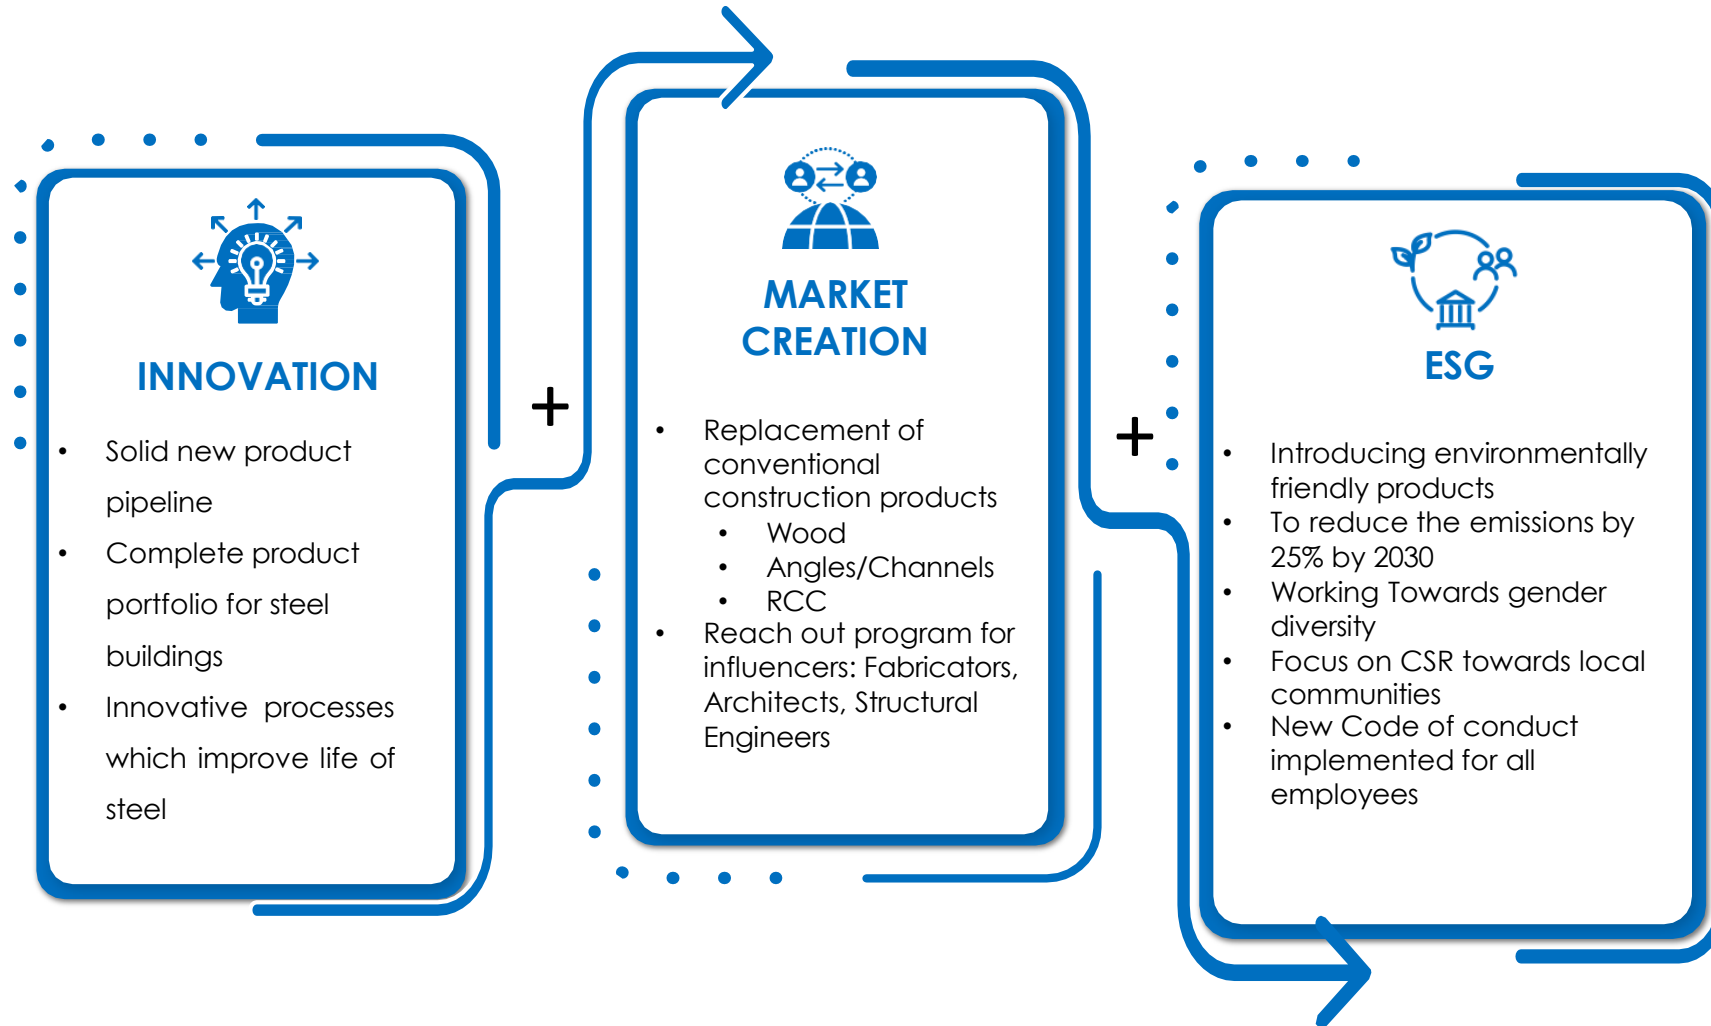 INNOVATION
• Solid new product
pipeline
• Complete product
portfolio for steel
buildings
• Innovative processes
which improve life of
steel
+
MARKET
CREATION
• Replacement of
conventional
construction products
• Wood
• Angles/Channels
• RCC
• Reach out program for
influencers: Fabricators,
Architects, Structural
Engineers
+
ESG
• Introducing environmentally
friendly products
• To reduce the emissions by
25% by 2030
• Working Towards gender
diversity
• Focus on CSR towards local
communities
• New Code of conduct
implemented for all
employees